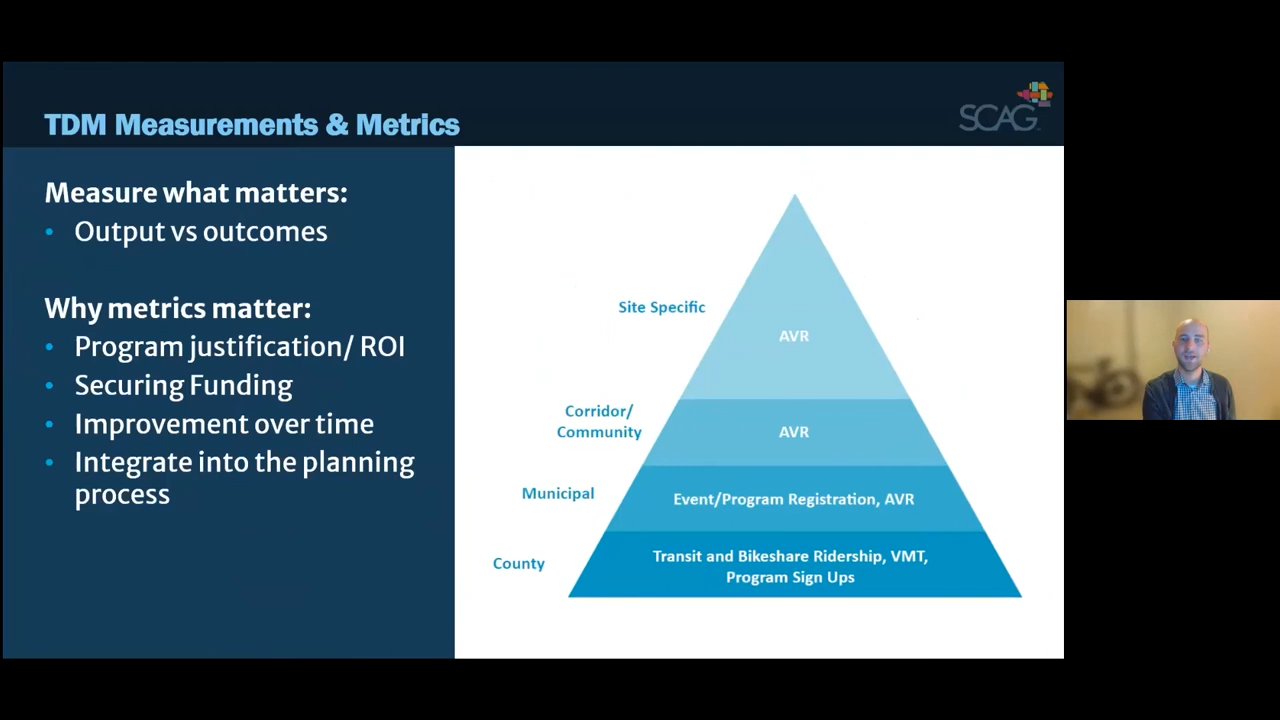 TDM Measurements & Metrics
SCAG
Measure what matters:
• Output vs outcomes
Why metrics matter:
• Program justification/ ROI
• Securing Funding
• Improvement over time
• Integrate into the planning
process
Site Specific
AVR
Corridor/
Community
AVR
Municipal
Event/Program Registration, AVR
County
Transit and Bikeshare Ridership, VMT,
Program Sign Ups